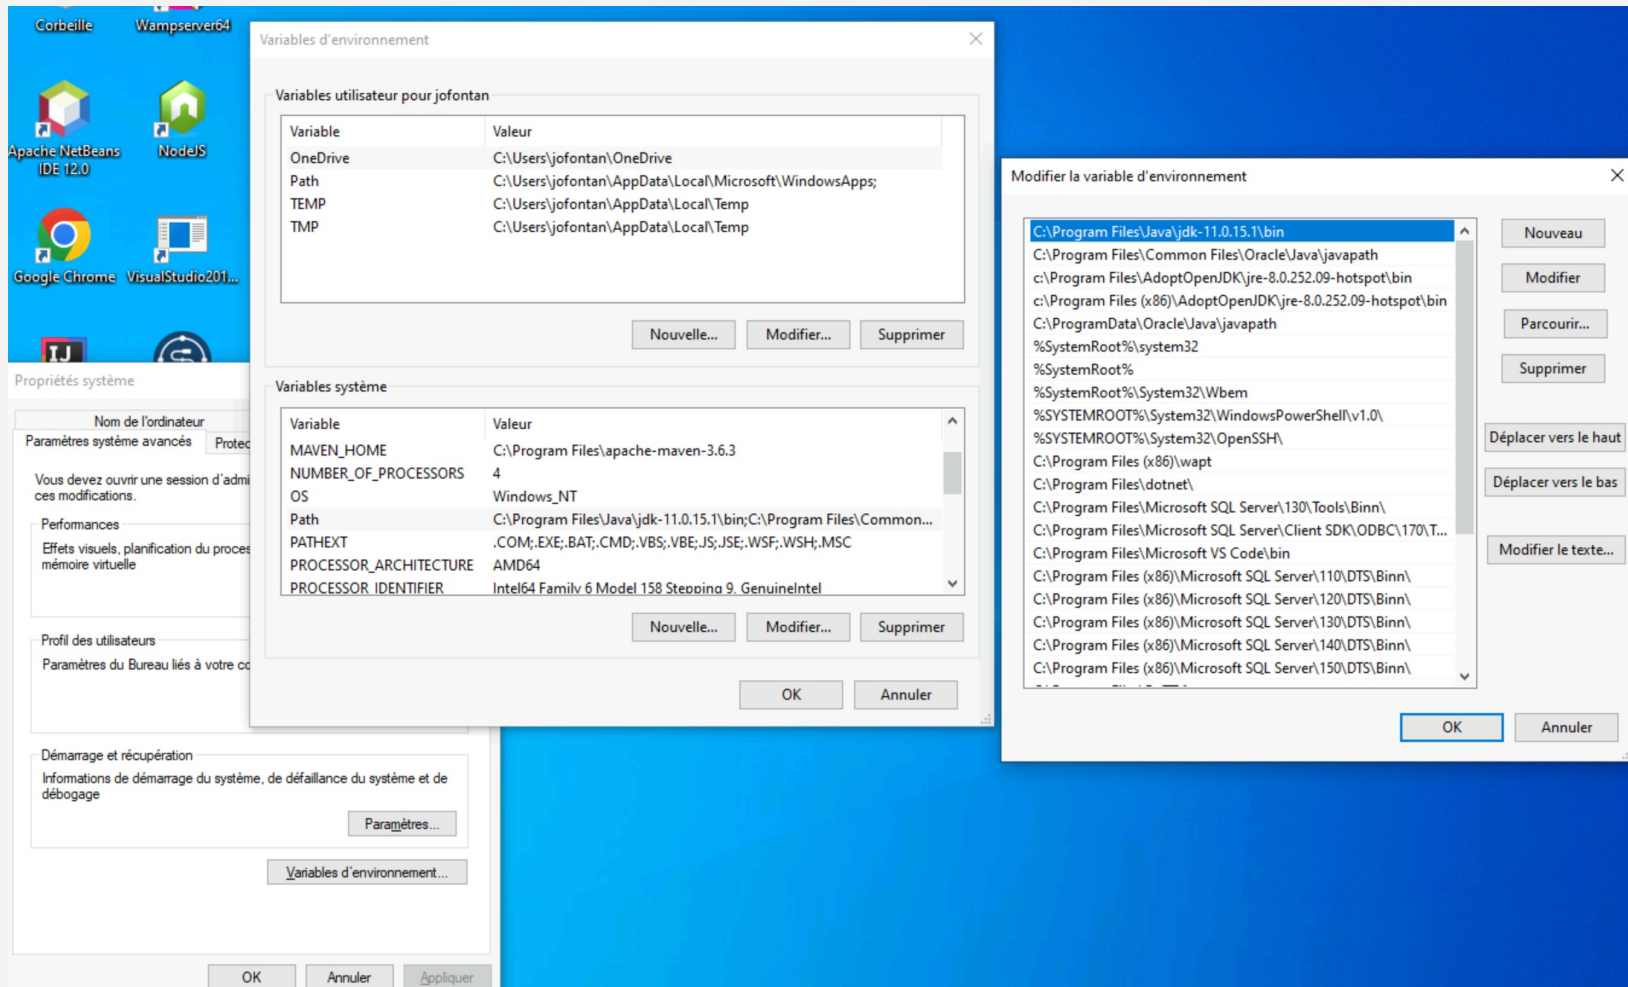 Corbeille
Wampserver64
Apache NetBeans
IDE 12.0
NodeJS
Google Chrome
VisualStudio201...
IJ
Variables d'environnement
Variables utilisateur pour jofontan
Variable Valeur
OneDrive C:\Users\jofontan\OneDrive
Path C:\Users\jofontan\AppData\Local\Microsoft\WindowsApps;
TEMP C:\Users\jofontan\AppData\Local\Temp
TMP C:\Users\jofontan\AppData\Local\Temp
Nouvelle... Modifier... Supprimer
Variables système
Variable Valeur
MAVEN_HOME C:\Program Files\apache-maven-3.6.3
NUMBER_OF_PROCESSORS 4
OS Windows_NT
Path C:\Program Files\Java\jdk-11.0.15.1\bin;C:\Program Files\Common...
PATHEXT .COM;.EXE;.BAT;.CMD;.VBS;.VBE;.JS;.JSE;.WSF;.WSH;.MSC
PROCESSOR_ARCHITECTURE AMD64
PROCESSOR_IDENTIFIER Intel64 Family 6 Model 158 Stepping 9, GenuineIntel
Nouvelle... Modifier... Supprimer
OK Annuler
Propriétés système
Nom de l'ordinateur
Paramètres système avancés Protec
Vous devez ouvrir une session d'admi
ces modifications.
Performances
Effets visuels, planification du proces
mémoire virtuelle
Profil des utilisateurs
Paramètres du Bureau liés à votre co
Démarrage et récupération
Informations de démarrage du système, de défaillance du système et de
débogage
Paramètres...
Variables d'environnement...
OK Annuler Appliquer
Modifier la variable d'environnement
C:\Program Files\Java\jdk-11.0.15.1\bin
C:\Program Files\Common Files\Oracle\Java\javapath
c:\Program Files\AdoptOpenJDK\jre-8.0.252.09-hotspot\bin
c:\Program Files (x86)\AdoptOpenJDK\jre-8.0.252.09-hotspot\bin
C:\ProgramData\Oracle\Java\javapath
%SystemRoot%\system32
%SystemRoot%
%SystemRoot%\System32\Wbem
%SYSTEMROOT%\System32\WindowsPowerShell\v1.0\
%SYSTEMROOT%\System32\OpenSSH\
C:\Program Files (x86)\wapt
C:\Program Files\dotnet\
C:\Program Files\Microsoft SQL Server\130\Tools\Binn\
C:\Program Files\Microsoft SQL Server\Client SDK\ODBC\170\T...
C:\Program Files\Microsoft VS Code\bin
C:\Program Files (x86)\Microsoft SQL Server\110\DTS\Binn\
C:\Program Files (x86)\Microsoft SQL Server\120\DTS\Binn\
C:\Program Files (x86)\Microsoft SQL Server\130\DTS\Binn\
C:\Program Files (x86)\Microsoft SQL Server\140\DTS\Binn\
C:\Program Files (x86)\Microsoft SQL Server\150\DTS\Binn\
Nouveau
Modifier
Parcourir...
Supprimer
Déplacer vers le haut
Déplacer vers le bas
Modifier le texte...
OK Annuler